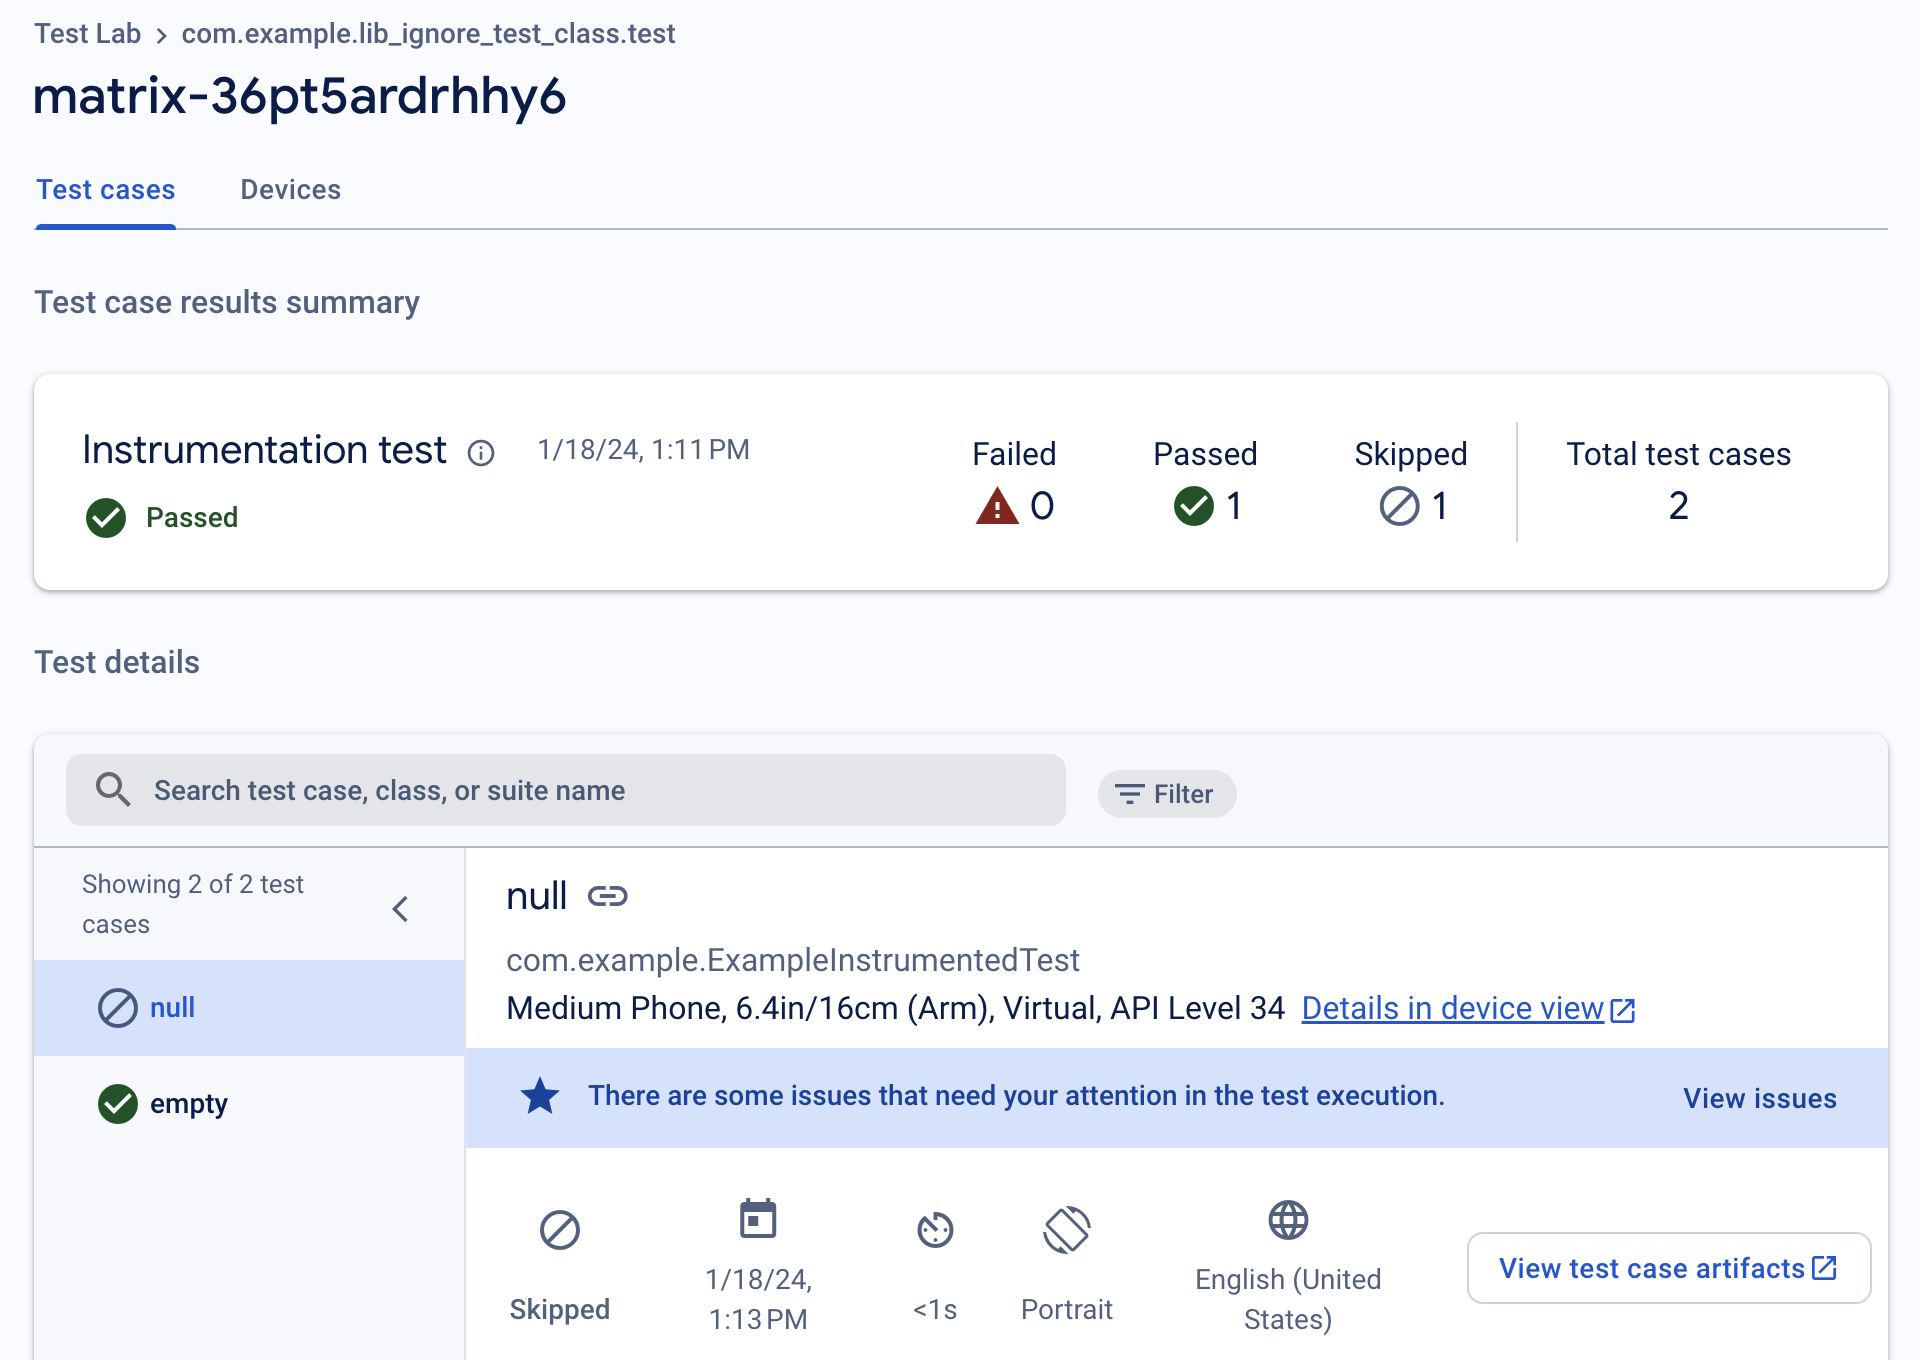 Test Lab > com.example.lib_ignore_test_class.test
matrix-36pt5ardrhhy6
Test cases Devices
Test case results summary
Instrumentation test 1/18/24, 1:11 PM
Passed
Failed Passed Skipped Total test cases
0 1 1 2
Test details
Search test case, class, or suite name
Filter
Showing 2 of 2 test
cases
null
empty
null
com.example.ExampleInstrumentedTest
Medium Phone, 6.4in/16cm (Arm), Virtual, API Level 34 Details in device view
There are some issues that need your attention in the test execution. View issues
Skipped
1/18/24,
1:13 PM
<1s
Portrait
English (United
States)
View test case artifacts